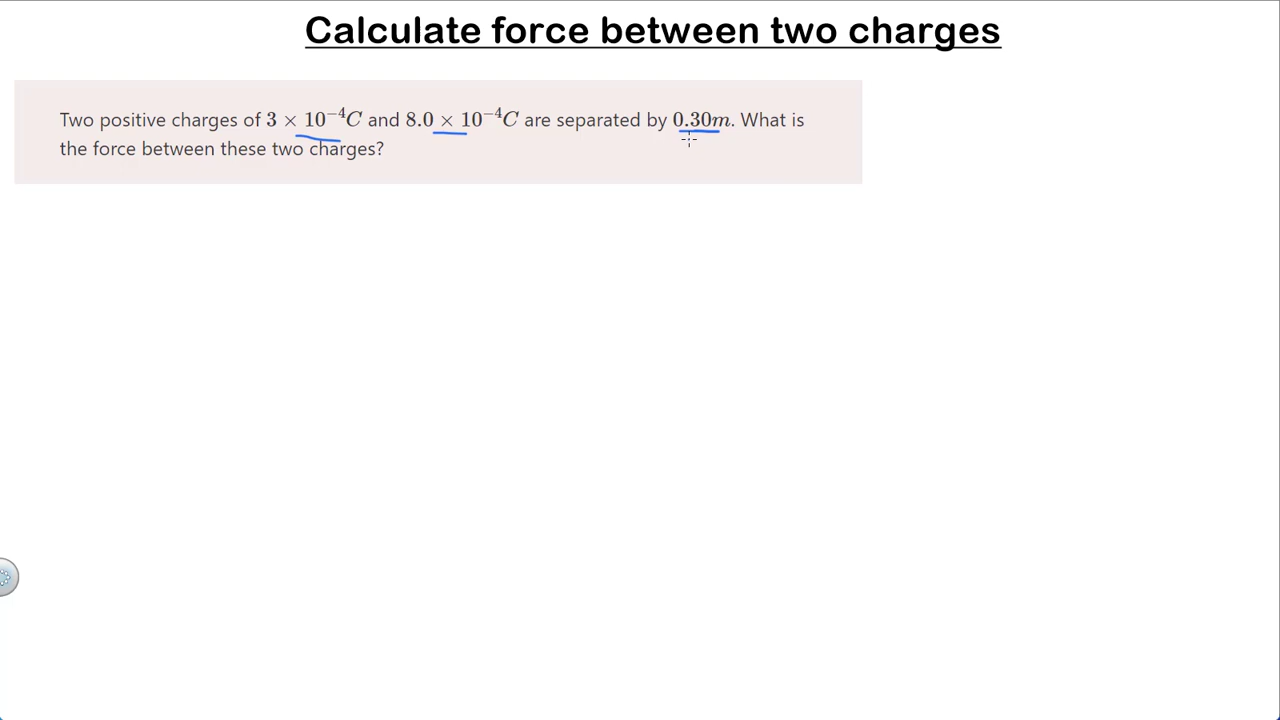 Calculate force between two charges
Two positive charges of 3 × 10⁻⁴C and 8.0 × 10⁻⁴C are separated by 0.30m. What is
the force between these two charges?